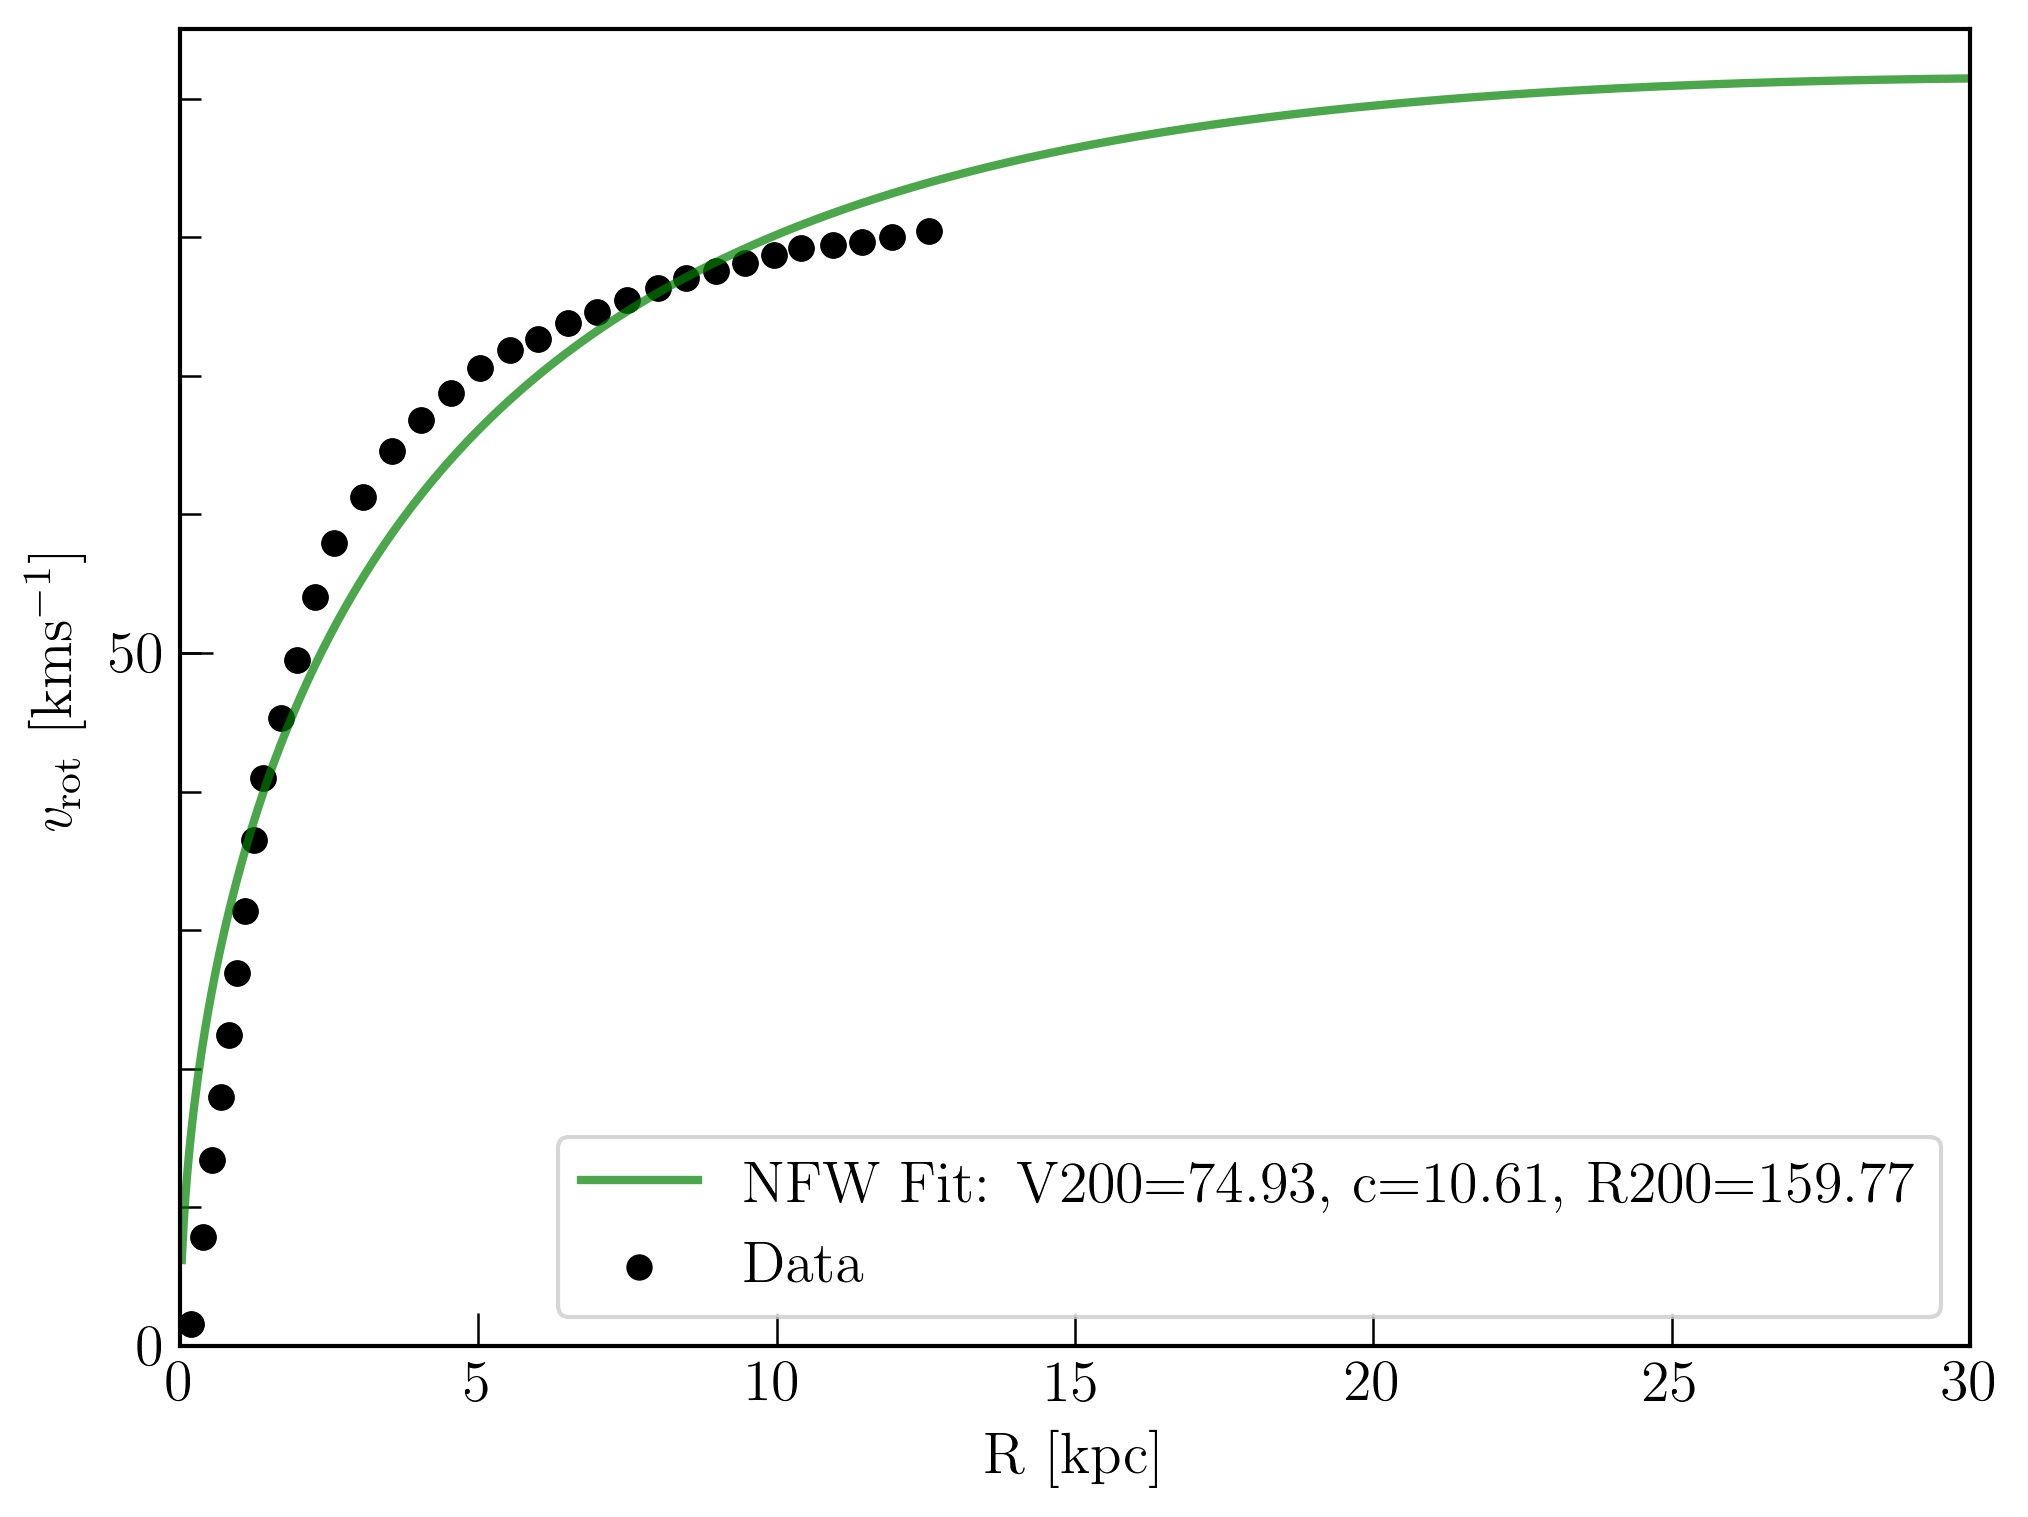 50
0
v_rot [kms⁻¹]
NFW Fit: V200=74.93, c=10.61, R200=159.77
Data
0 5 10 15 20 25 30
R [kpc]